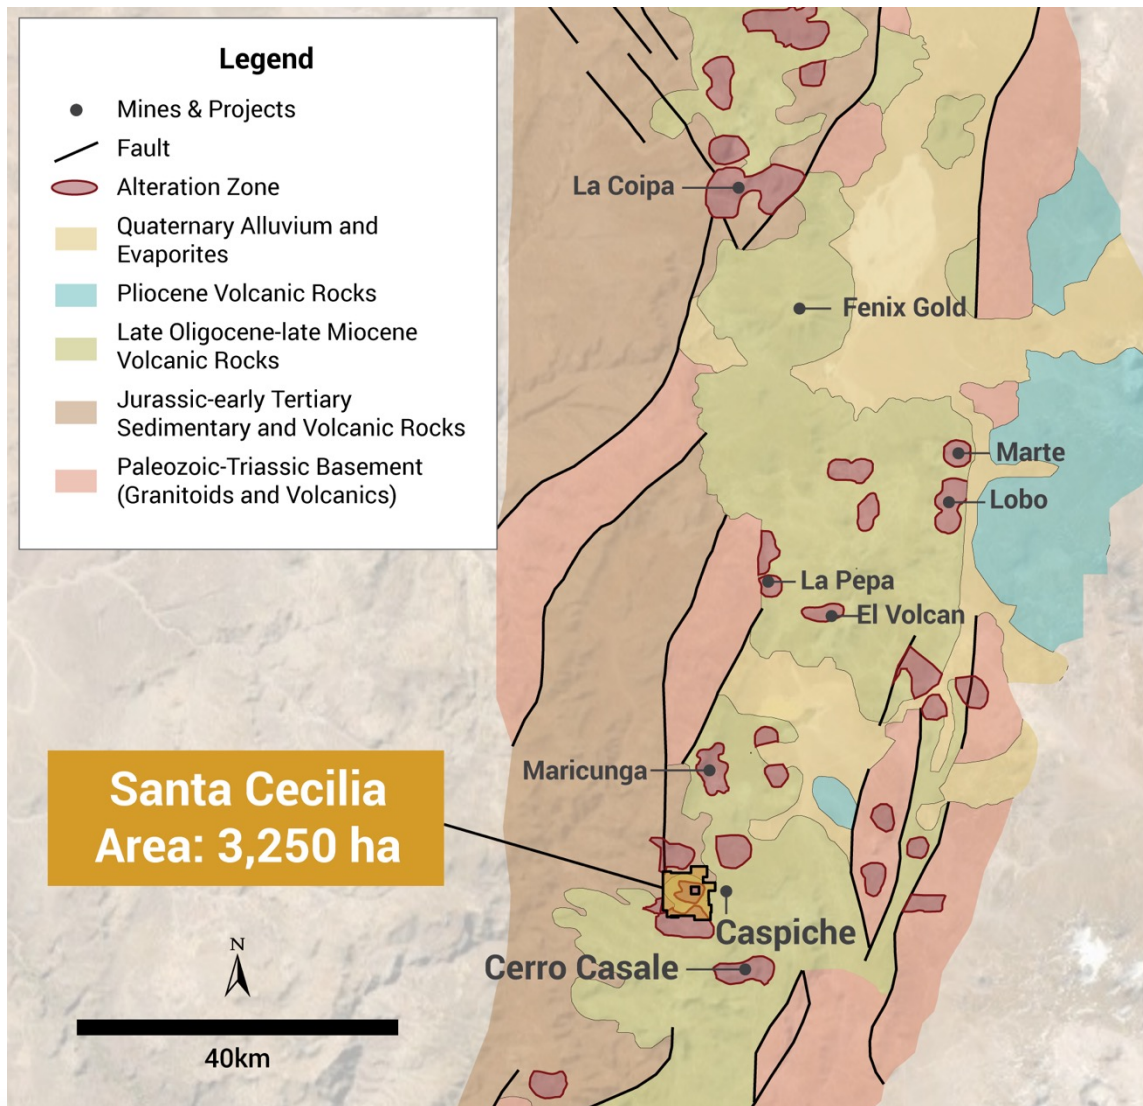 Legend
Mines & Projects
Fault
Alteration Zone
Quaternary Alluvium and
Evaporites
Pliocene Volcanic Rocks
Late Oligocene-late Miocene
Volcanic Rocks
Jurassic-early Tertiary
Sedimentary and Volcanic Rocks
Paleozoic-Triassic Basement
(Granitoids and Volcanics)
La Coipa
Fenix Gold
Marte
Lobo
La Pepa
El Volcan
Maricunga
Santa Cecilia
Area: 3,250 ha
Caspiche
Cerro Casale
N
40km